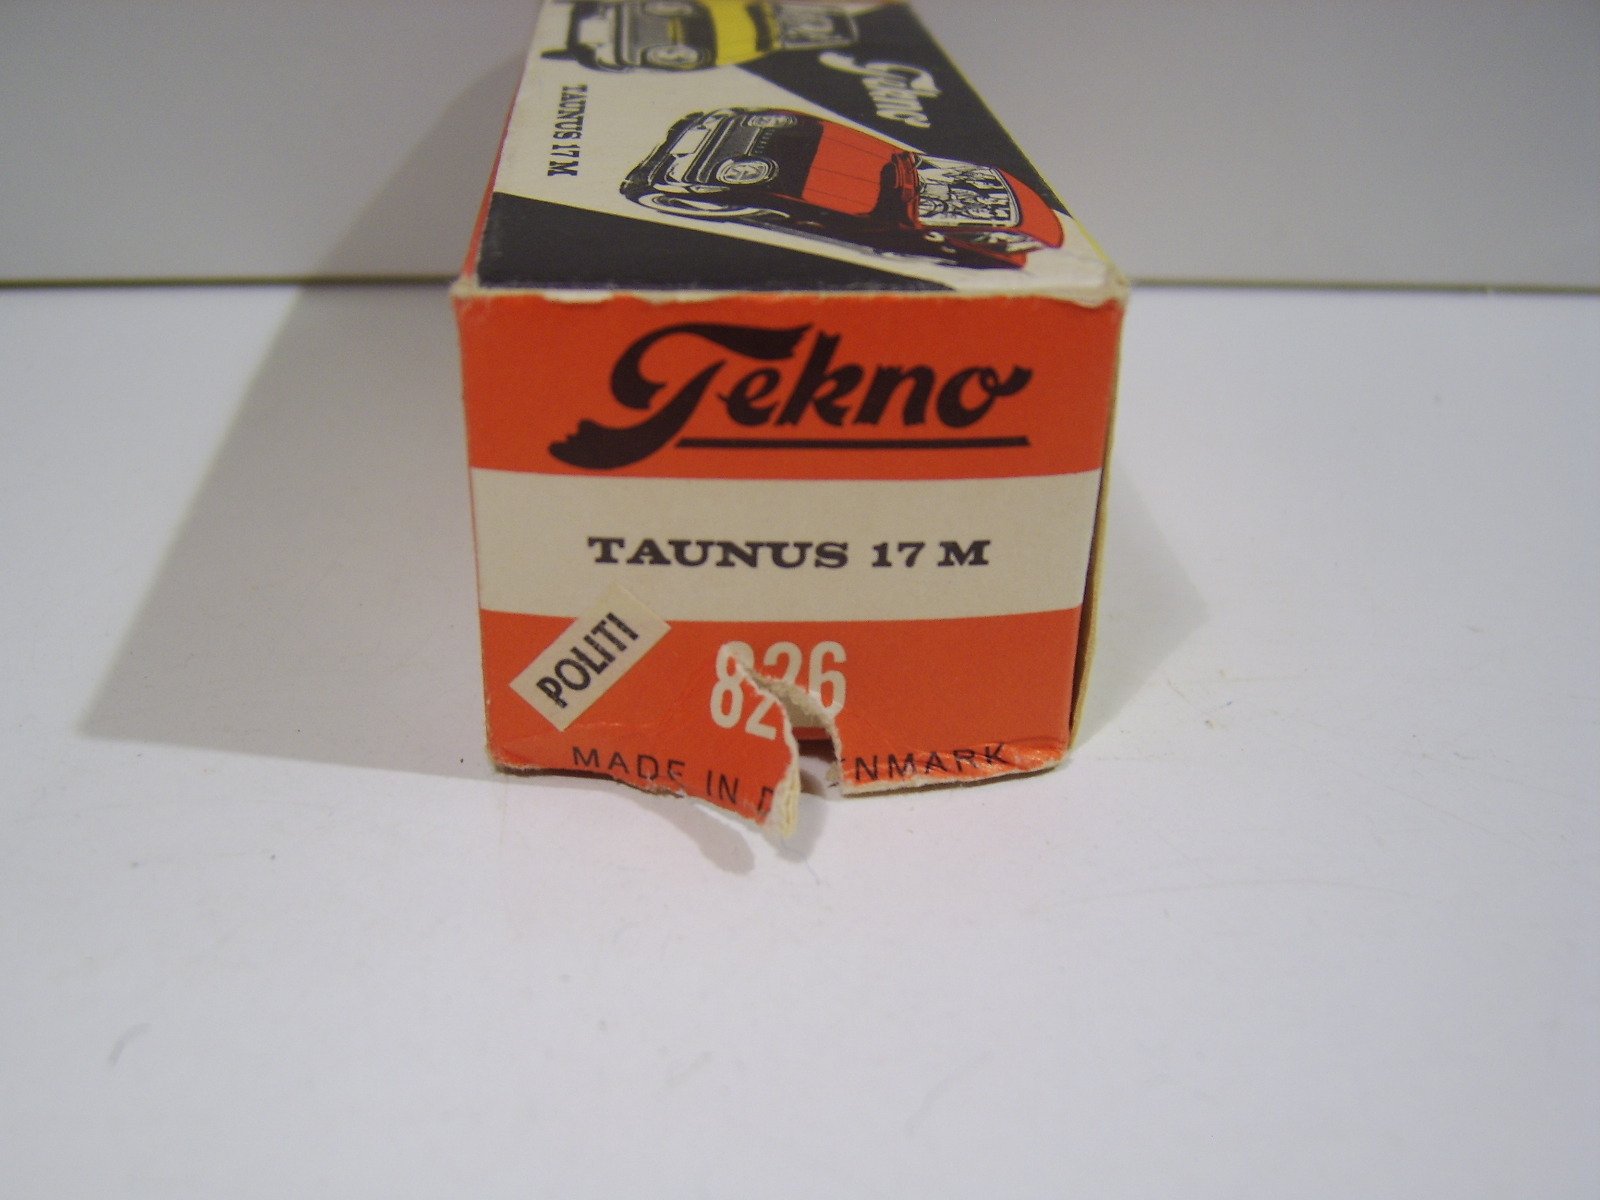 Tekno
TAUNUS 17 M
Tekno
TAUNUS 17 M
POLITI
826
MADE IN D NMARK